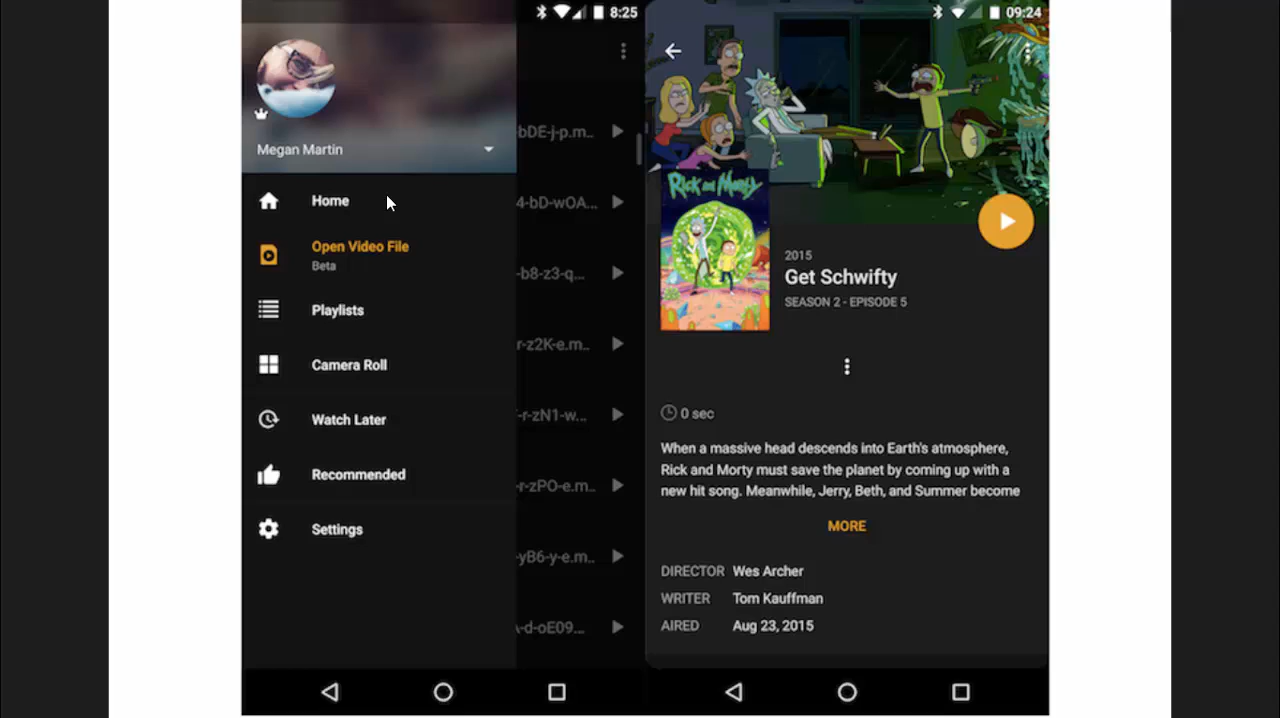 8:25
Megan Martin
Home
Open Video File
Beta
Playlists
Camera Roll
Watch Later
Recommended
Settings
bDE-j-p.m...
4-bD-wOA...
-b8-z3-q...
r-z2K-e.m...
-r-zN1-w...
-r-zPO-e.m...
-yB6-y-e.m...
-d-oE09...
09:24
Rick and Morty
2015
Get Schwifty
SEASON 2 - EPISODE 5
0 sec
When a massive head descends into Earth's atmosphere,
Rick and Morty must save the planet by coming up with a
new hit song. Meanwhile, Jerry, Beth, and Summer become
MORE
DIRECTOR Wes Archer
WRITER Tom Kauffman
AIRED Aug 23, 2015